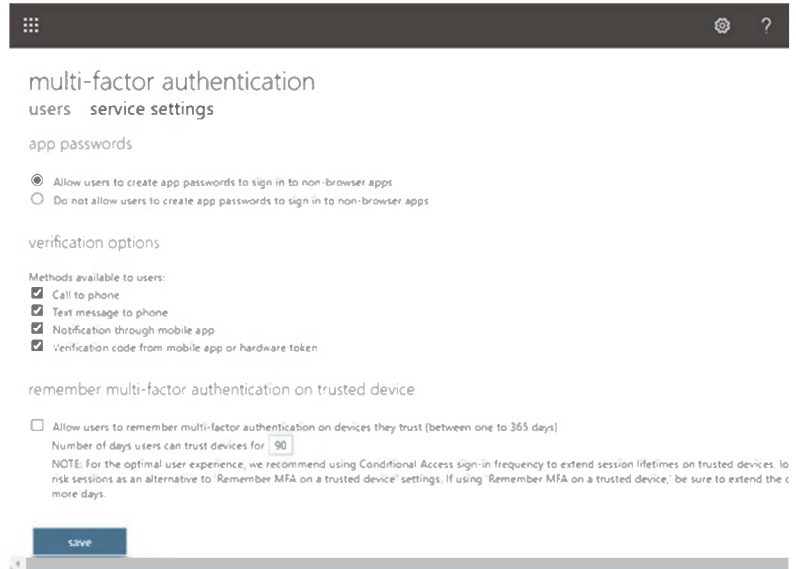 ?
multi-factor authentication
users service settings
app passwords
Allow users to create app passwords to sign in to non-browser apps
Do not allow users to create app passwords to sign in to non-browser apps
verification options
Methods available to users:
Call to phone
Text message to phone
Notification through mobile app
Verification code from mobile app or hardware token
remember multi-factor authentication on trusted device
Allow users to remember multi-factor authentication on devices they trust (between one to 365 days)
Number of days users can trust devices for 90
NOTE: For the optimal user experience, we recommend using Conditional Access sign-in frequency to extend session lifetimes on trusted devices, lo
risk sessions as an alternative to 'Remember MFA on a trusted device' settings. If using 'Remember MFA on a trusted device,' be sure to extend the
more days.
save